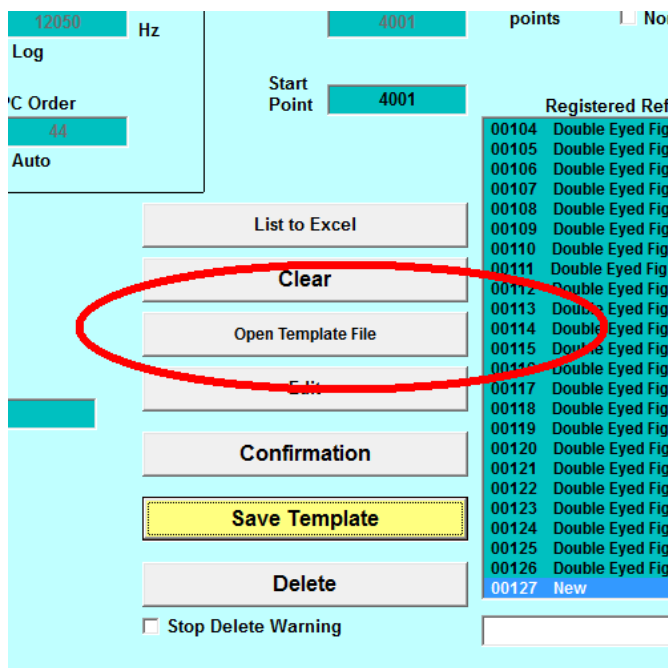 12050
Hz
Log
PC Order
44
Auto
4001
points
Start
Point
4001
Registered Ref
00104 Double Eyed Fig
00105 Double Eyed Fig
00106 Double Eyed Fig
00107 Double Eyed Fig
00108 Double Eyed Fig
00109 Double Eyed Fig
00110 Double Eyed Fig
00111 Double Eyed Fig
00112 Double Eyed Fig
00113 Double Eyed Fig
00114 Double Eyed Fig
00115 Double Eyed Fig
00116 Double Eyed Fig
00117 Double Eyed Fig
00118 Double Eyed Fig
00119 Double Eyed Fig
00120 Double Eyed Fig
00121 Double Eyed Fig
00122 Double Eyed Fig
00123 Double Eyed Fig
00124 Double Eyed Fig
00125 Double Eyed Fig
00126 Double Eyed Fig
00127 New
List to Excel
Clear
Open Template File
Edit
Confirmation
Save Template
Delete
Stop Delete Warning